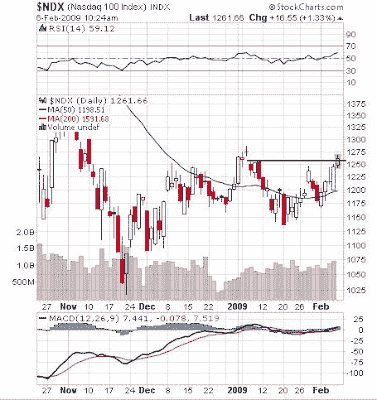 $NDX (Nasdaq 100 Index) INDX
© StockCharts.com
6-Feb-2009 10:24am
Last 1261.66 Chg +16.55 (+1.33%)
RSI(14) 59.12
90
70
50
30
10
$NDX (Daily) 1261.66
MA(50) 1198.51
MA(200) 1591.68
Volume undef
1375
1350
1325
1300
1275
1250
1225
1200
1175
1150
1125
1100
1075
1050
1025
2.0B
1.5B
1.0B
500M
27 Nov 10 17 24 Dec 8 15 22 2009 12 20 26 Feb
MACD(12,26,9) 7.441, -0.078, 7.519
25
0
-25
-50
-75
-100
27 Nov 10 17 24 Dec 8 15 22 2009 12 20 26 Feb